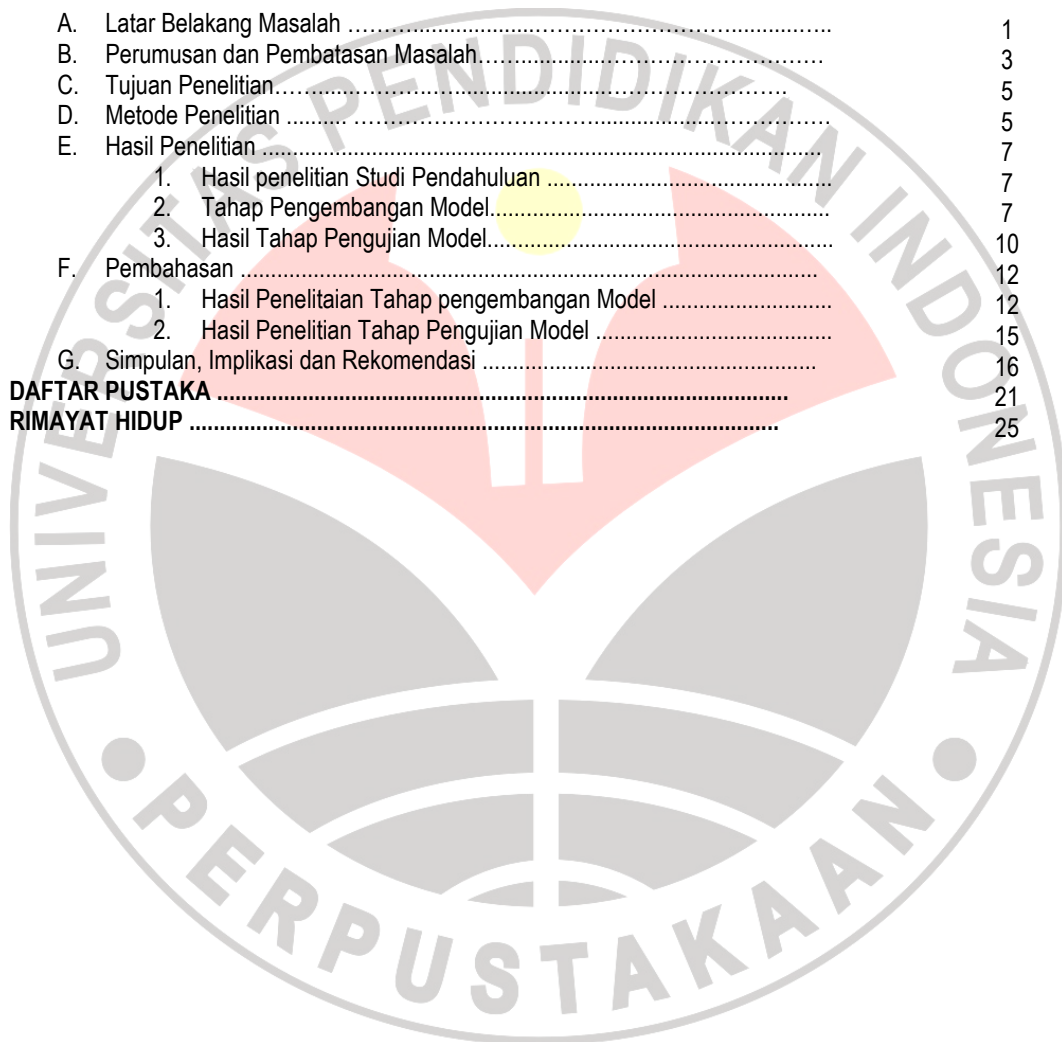 A. Latar Belakang Masalah ................................................................ 1
B. Perumusan dan Pembatasan Masalah................................................ 3
C. Tujuan Penelitian................................................................ 5
D. Metode Penelitian ................................................................ 5
E. Hasil Penelitian ................................................................ 7
1. Hasil penelitian Studi Pendahuluan ................................................ 7
2. Tahap Pengembangan Model................................................ 7
3. Hasil Tahap Pengujian Model................................................ 10
F. Pembahasan ................................................................ 12
1. Hasil Penelitaian Tahap pengembangan Model ............................ 12
2. Hasil Penelitian Tahap Pengujian Model ........................................ 15
G. Simpulan, Implikasi dan Rekomendasi ................................................ 16
DAFTAR PUSTAKA ................................................................ 21
RIMAYAT HIDUP ................................................................ 25
UNIVERSITAS PENDIDIKAN INDONESIA
PERPUSTAKAAN